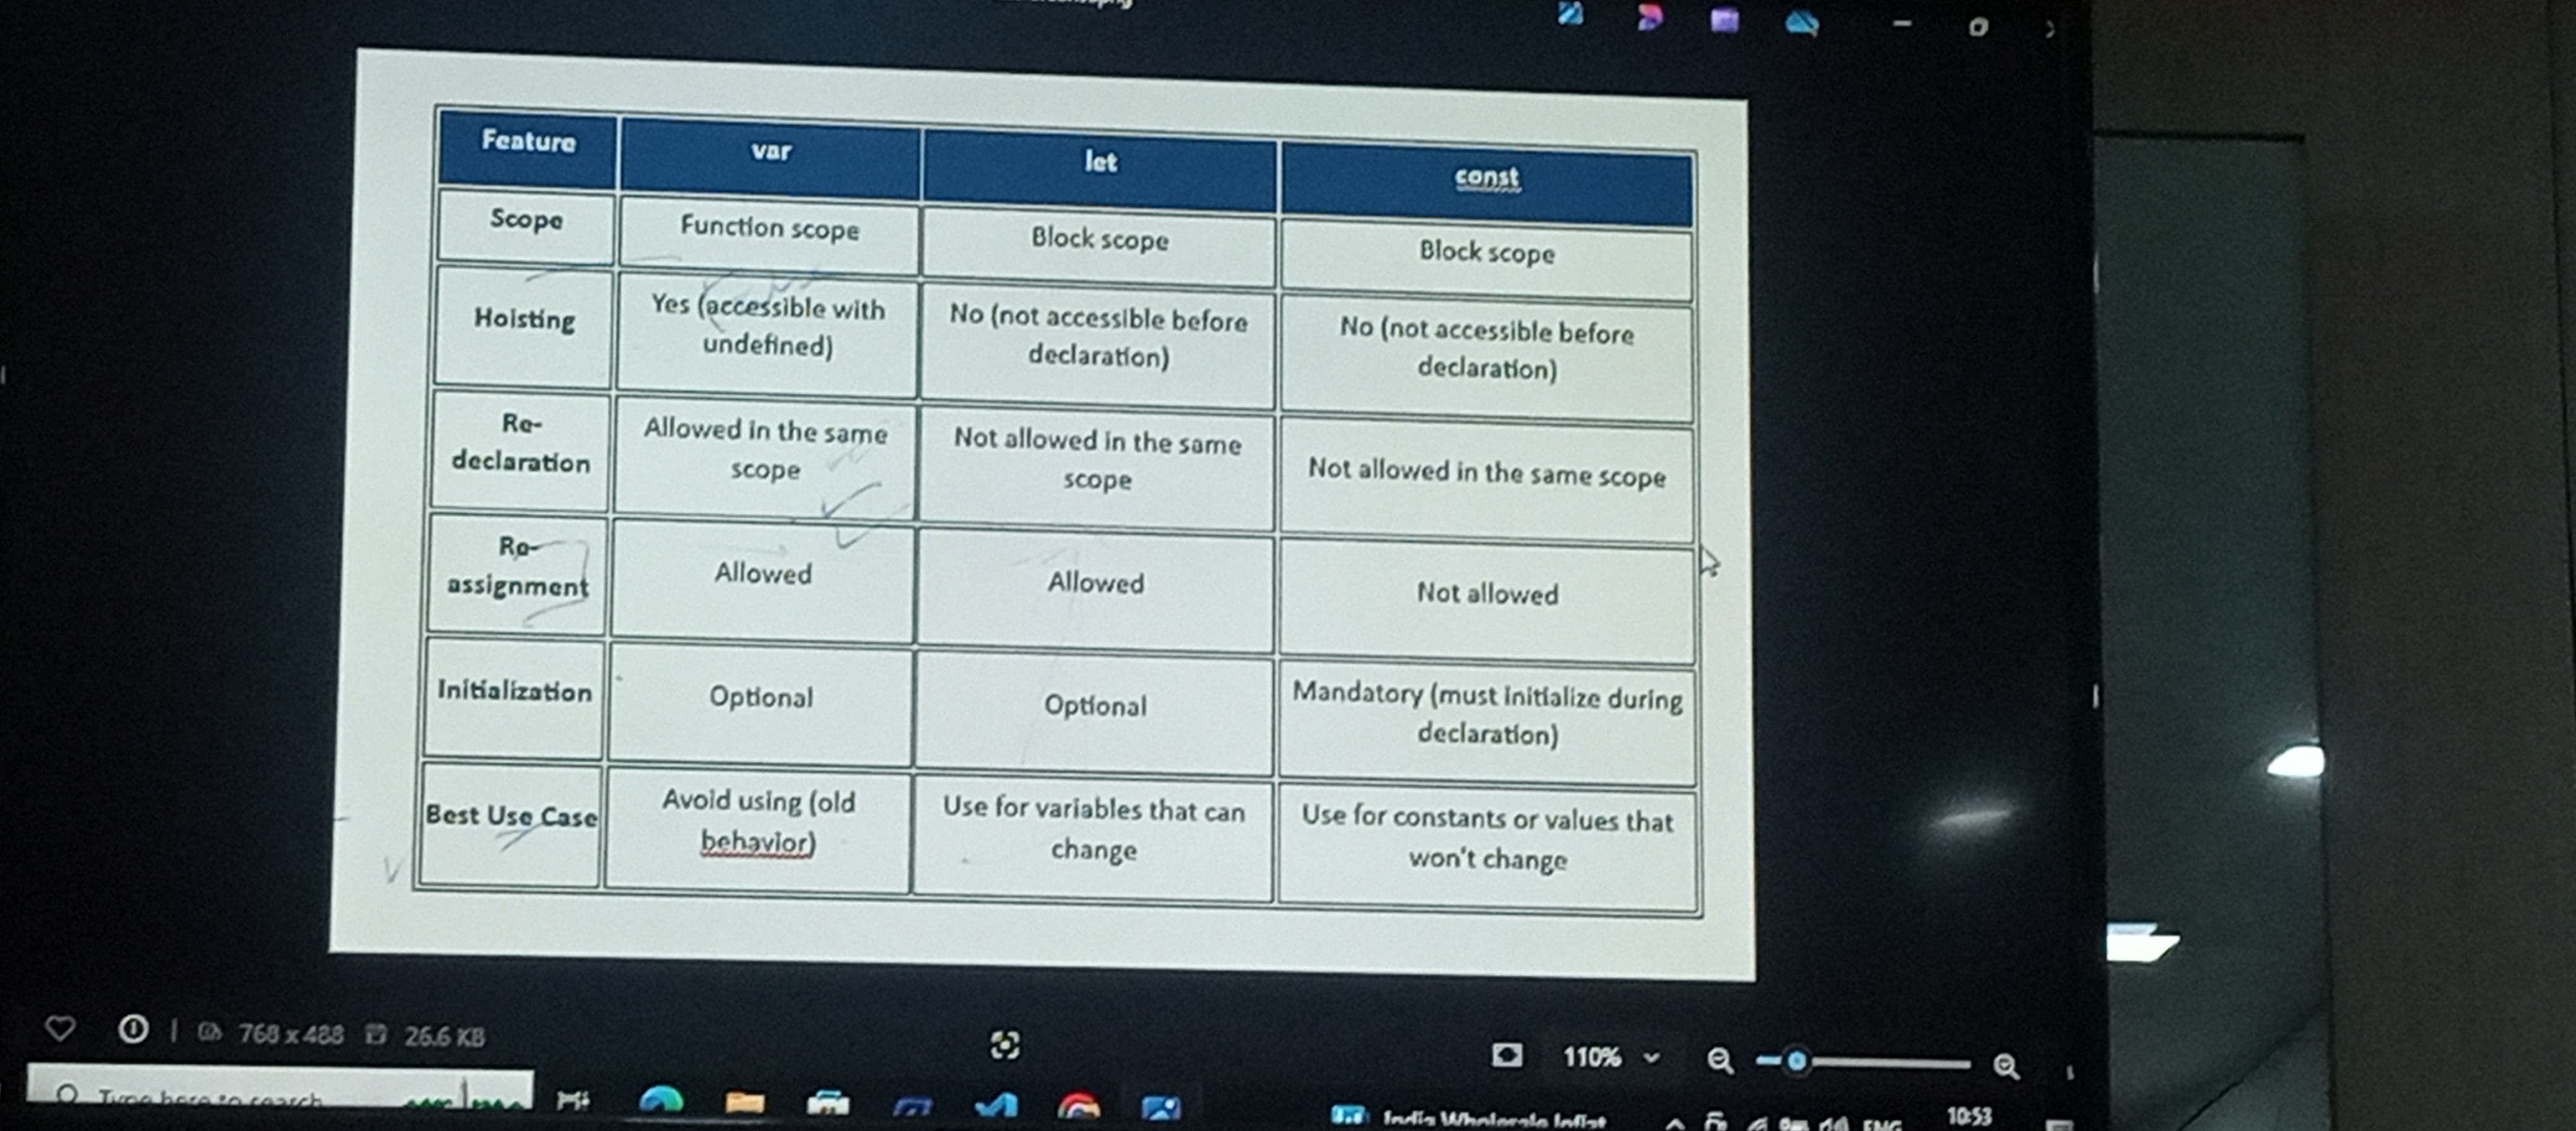 Feature
var
let
const
Scope
Function scope
Block scope
Block scope
Hoisting
Yes (accessible with
undefined)
No (not accessible before
declaration)
No (not accessible before
declaration)
Re-
declaration
Allowed in the same
scope
Not allowed in the same
scope
Not allowed in the same scope
Re-
assignment
Allowed
Allowed
Not allowed
Initialization
Optional
Optional
Mandatory (must initialize during
declaration)
Best Use Case
Avoid using (old
behavior)
Use for variables that can
change
Use for constants or values that
won't change
768 x 488
26.6 KB
110%
Type here to search
India Wholesale
ENG
10:53